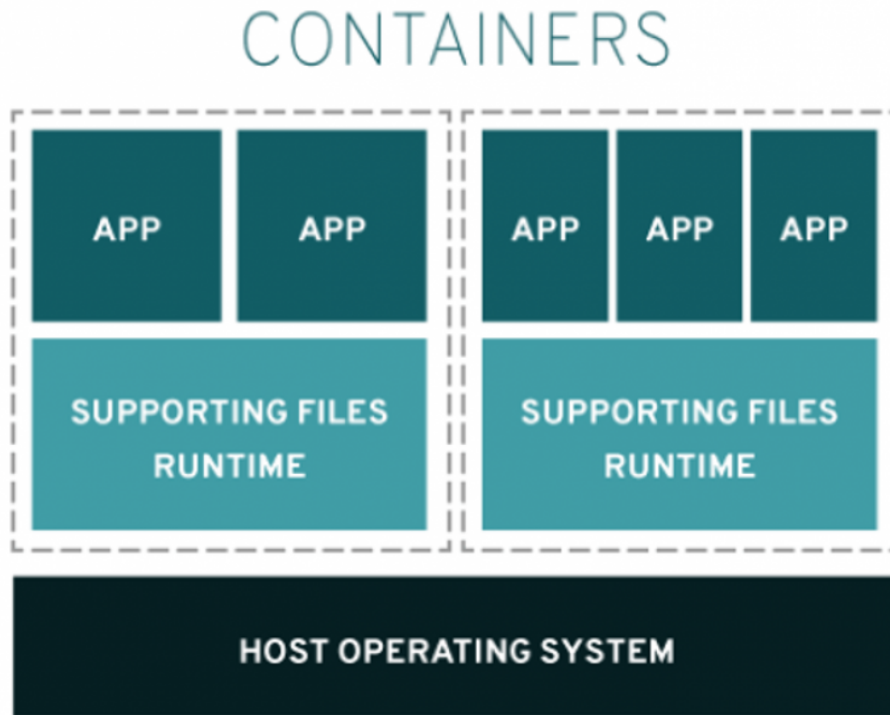 CONTAINERS
APP APP APP APP APP
SUPPORTING FILES
RUNTIME
SUPPORTING FILES
RUNTIME
HOST OPERATING SYSTEM